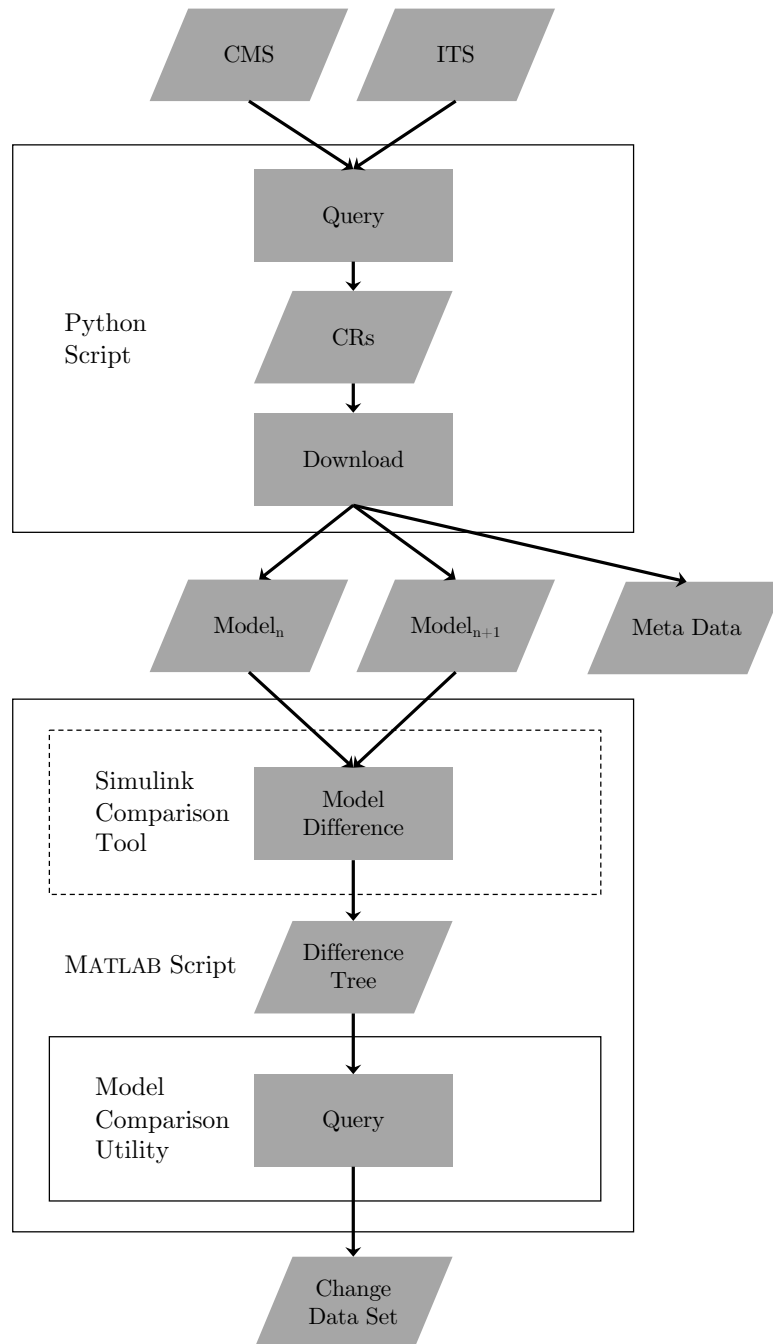 CMS
ITS
Query
Python
Script
CRs
Download
Modelₙ
Modelₙ₊₁
Meta Data
Simulink
Comparison
Tool
Model
Difference
MATLAB Script
Difference
Tree
Model
Comparison
Utility
Query
Change
Data Set